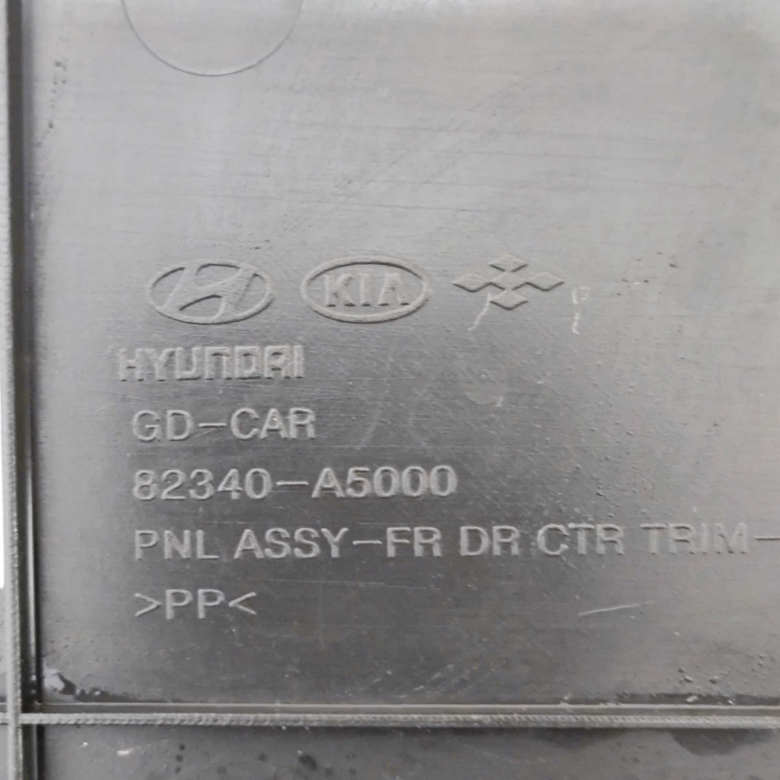 KIA
HYUNDAI
GD-CAR
82340-A5000
PNL ASSY-FR DR CTR TRIM-
>PP<